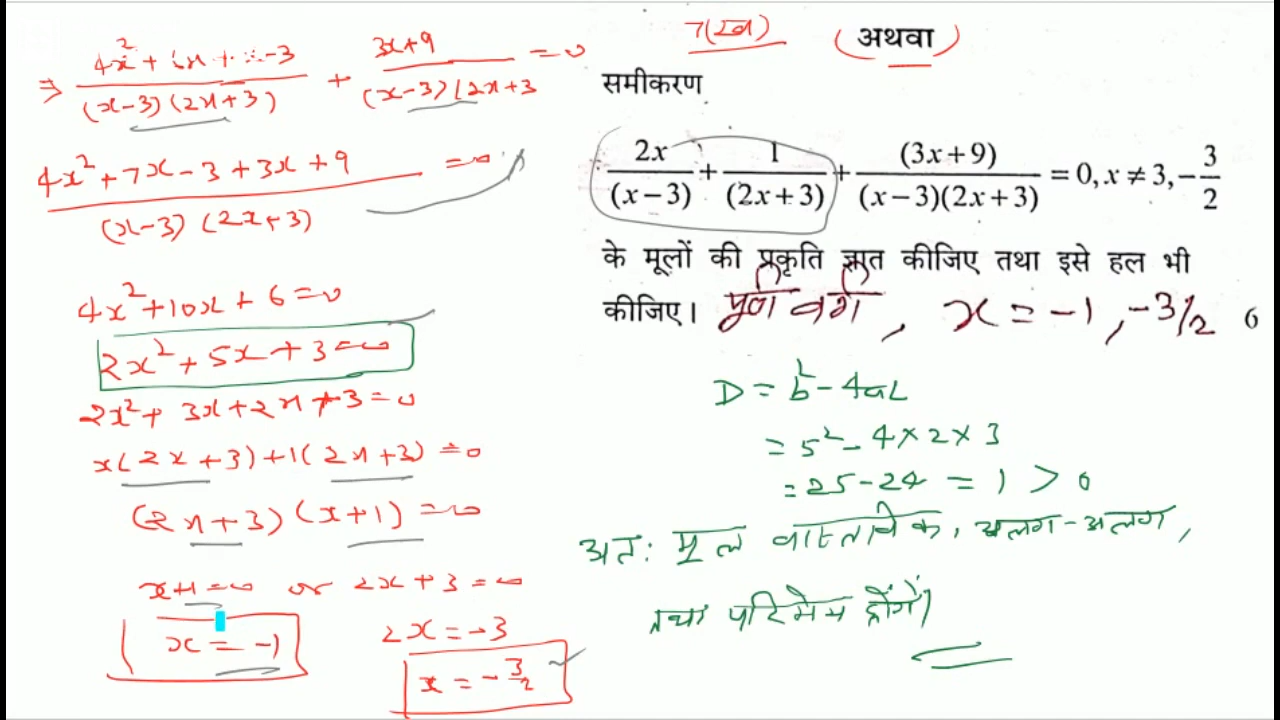 ⇒ 4x² + 6x + x - 3 / (x-3)(2x+3) + 3x+9 / (x-3)(2x+3 = 0
4x² + 7x - 3 + 3x + 9 / (x-3)(2x+3) = 0
4x² + 10x + 6 = 0
2x² + 5x + 3 = 0
2x² + 3x + 2x + 3 = 0
x(2x+3) + 1(2x+3) = 0
(2x+3) (x+1) = 0
x+1 = 0 or 2x+3 = 0
x = -1
2x = -3
x = -3/2
7(ख) (अथवा)
समीकरण
2x/(x-3) + 1/(2x+3) + (3x+9)/(x-3)(2x+3) = 0, x ≠ 3, -3/2
के मूलों की प्रकृति ज्ञात कीजिए तथा इसे हल भी
कीजिए। पूर्ण वर्ग, x = -1, -3/2 6
D = b² - 4ac
= 5² - 4×2×3
= 25-24 = 1 > 0
अतः मूल वास्तविक, अलग-अलग,
तथा परिमेय होंगे।